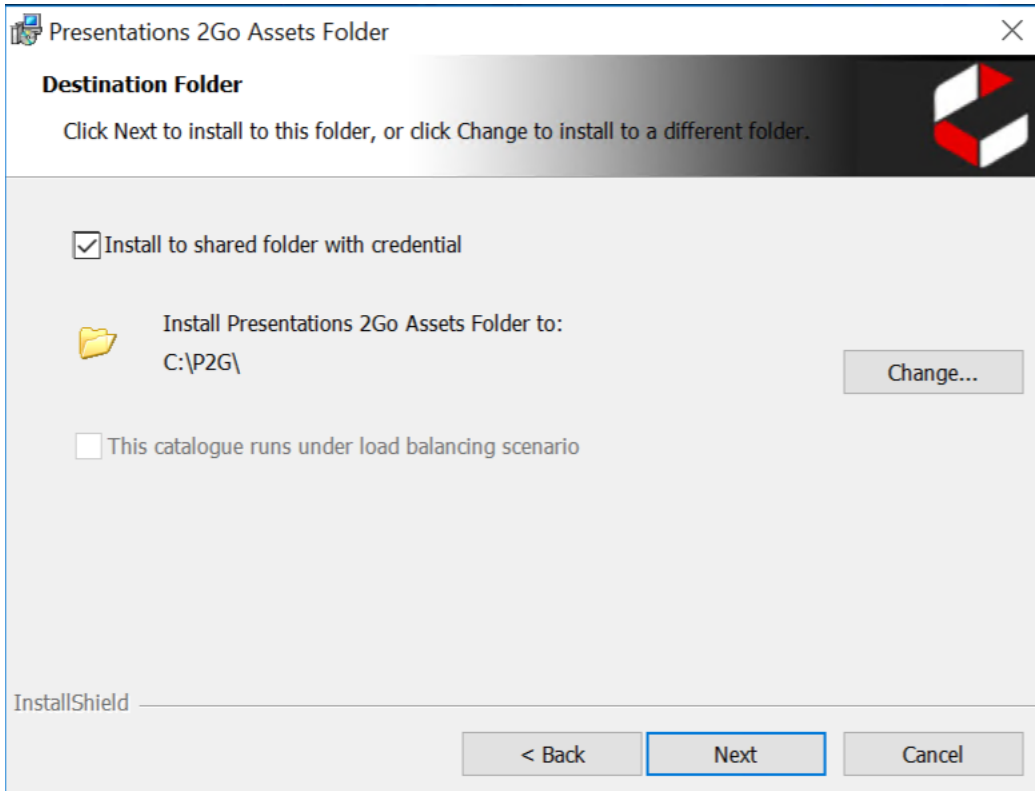 Presentations 2Go Assets Folder
Destination Folder
Click Next to install to this folder, or click Change to install to a different folder.
Install to shared folder with credential
Install Presentations 2Go Assets Folder to:
C:\P2G\
Change...
This catalogue runs under load balancing scenario
InstallShield
< Back
Next
Cancel